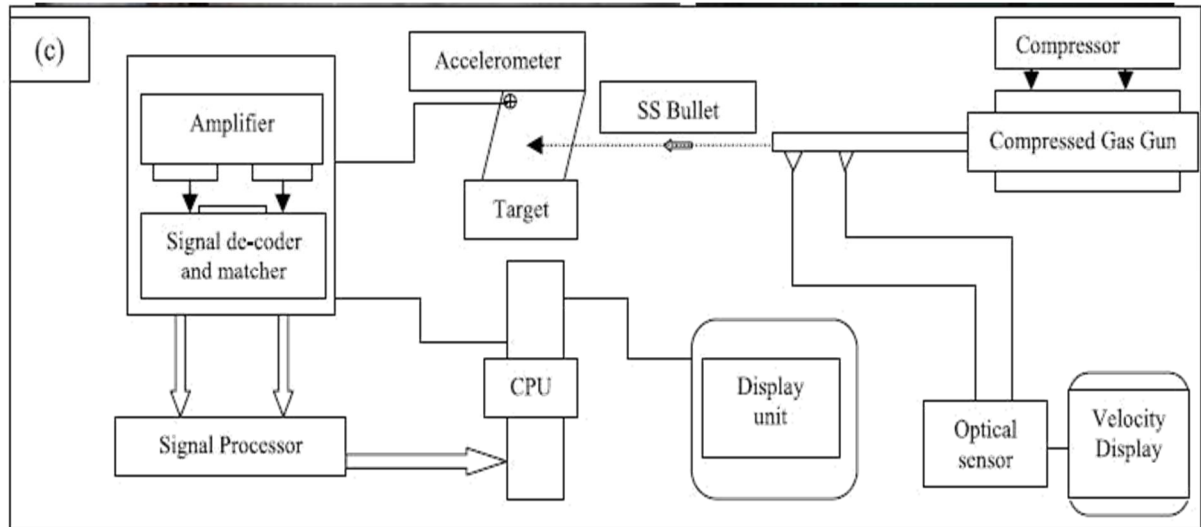 (c)
Compressor
Accelerometer
SS Bullet
Amplifier
Compressed Gas Gun
Target
Signal de-coder
and matcher
CPU
Display
unit
Signal Processor
Optical
sensor
Velocity
Display